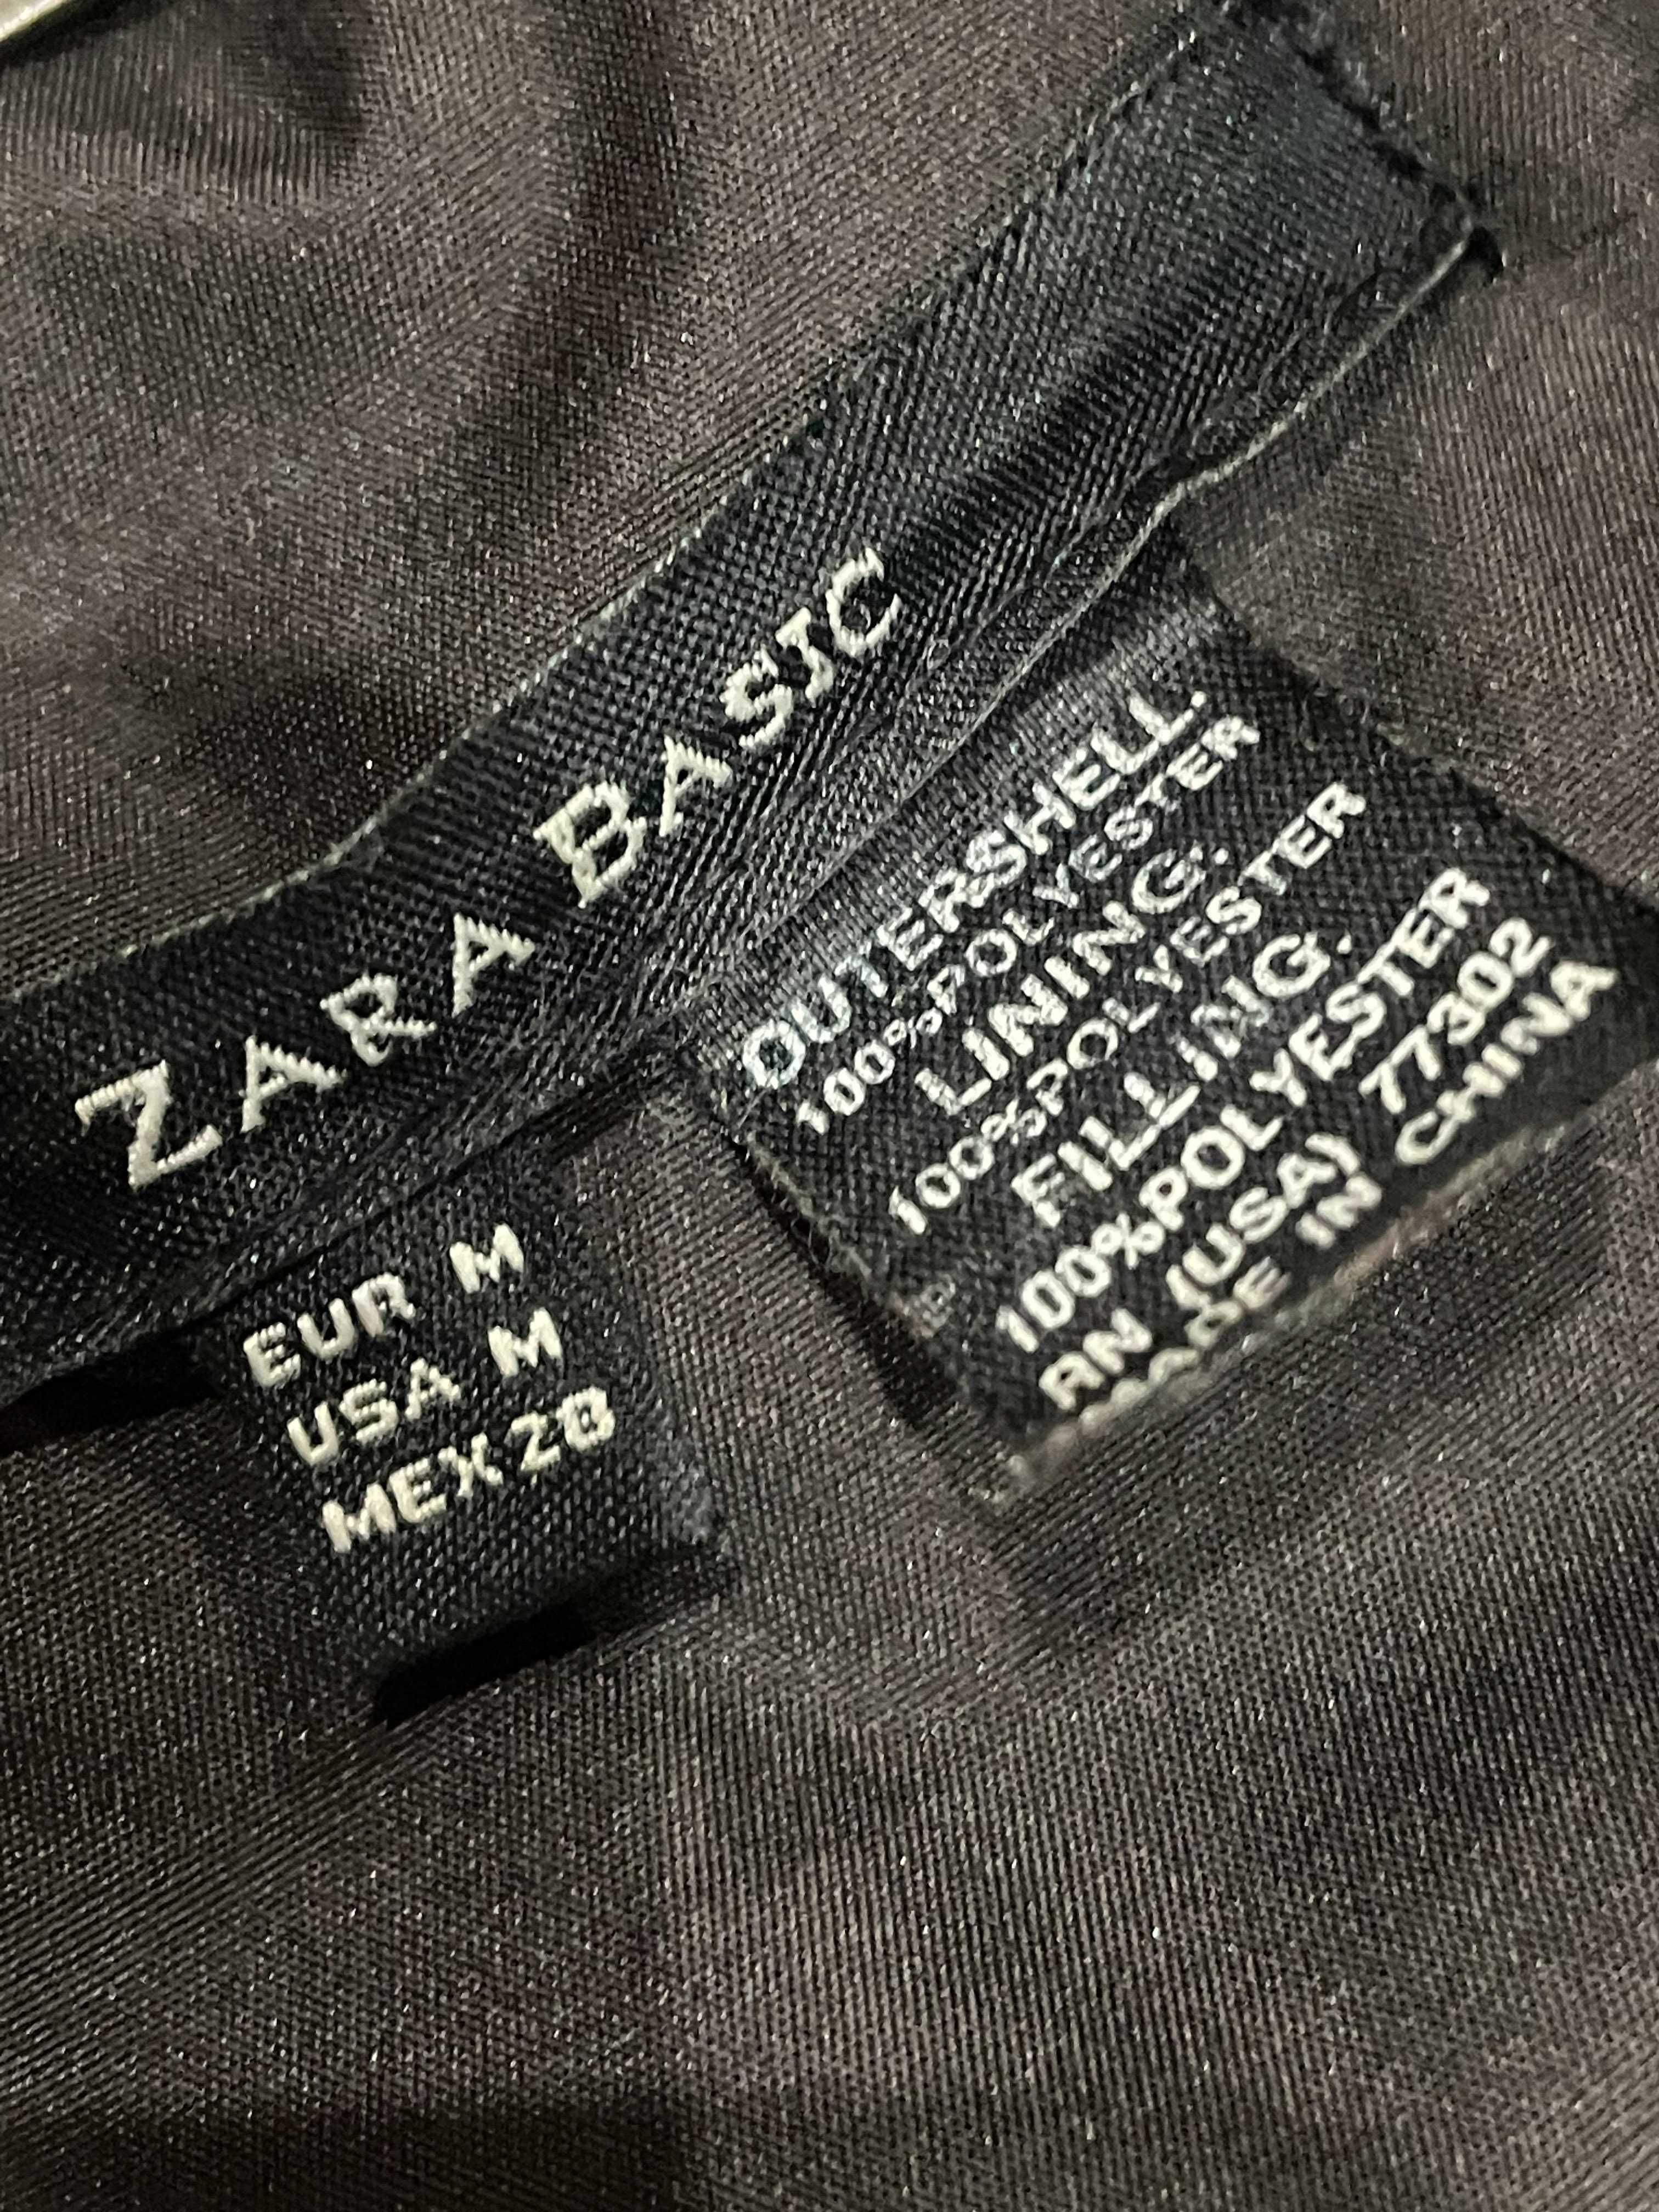 ZARA BASIC
EUR M
USA M
MEX 28
OUTERSHELL:
100%POLYESTER
LINING:
100%POLYESTER
FILLING:
100%POLYESTER
RN (USA) 77302
MADE IN CHINA